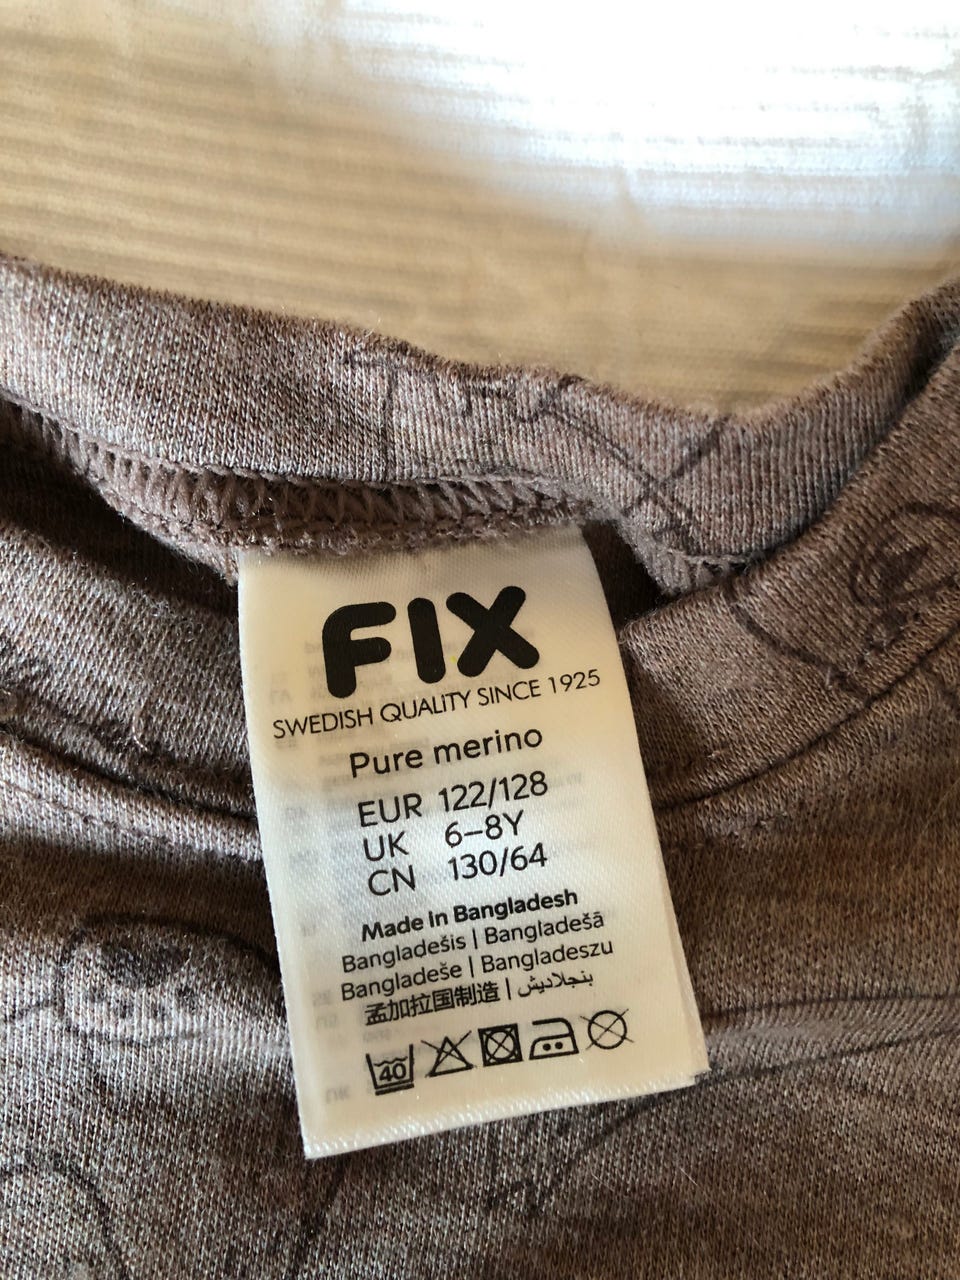 FIX
SWEDISH QUALITY SINCE 1925
Pure merino
EUR 122/128
UK 6–8Y
CN 130/64
Made in Bangladesh
Bangladešis | Bangladešā
Bangladeše | Bangladeszu
孟加拉国制造 | بنجلاديش
40